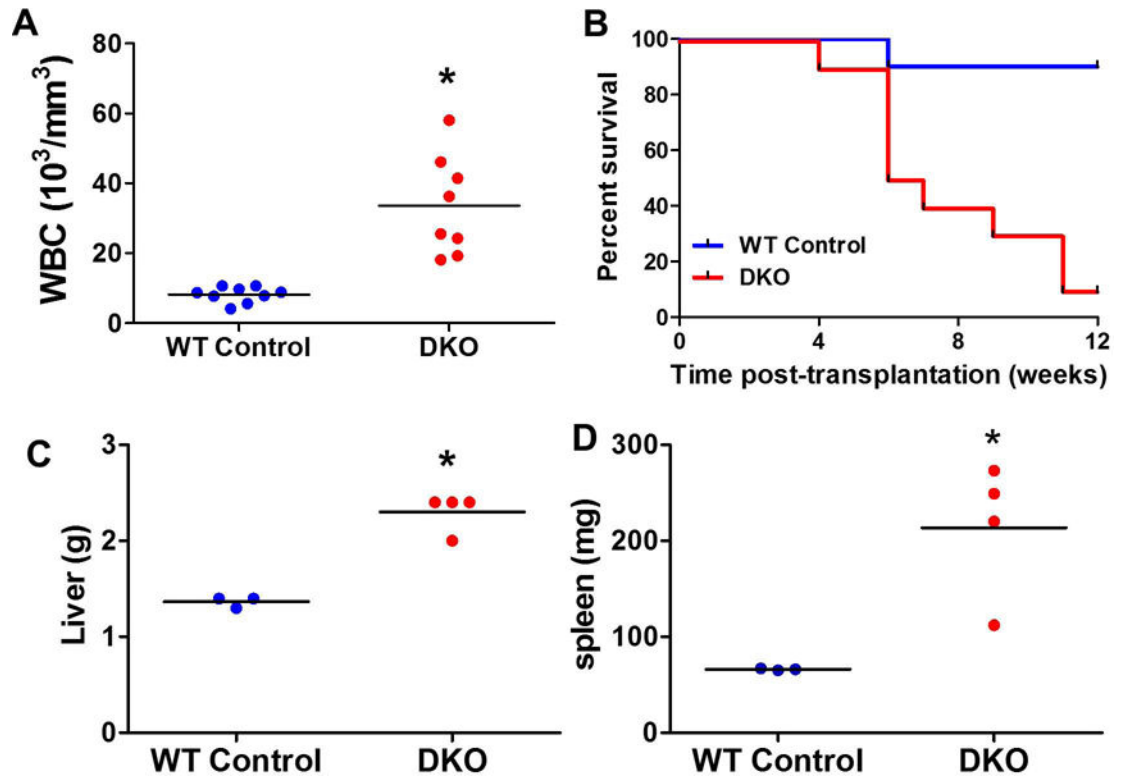 A
WBC (10³/mm³)
80
60
40
20
0
*
WT Control
DKO
B
Percent survival
100
80
60
40
20
0
WT Control
DKO
0
4
8
12
Time post-transplantation (weeks)
C
Liver (g)
3
2
1
0
*
WT Control
DKO
D
spleen (mg)
300
200
100
0
*
WT Control
DKO